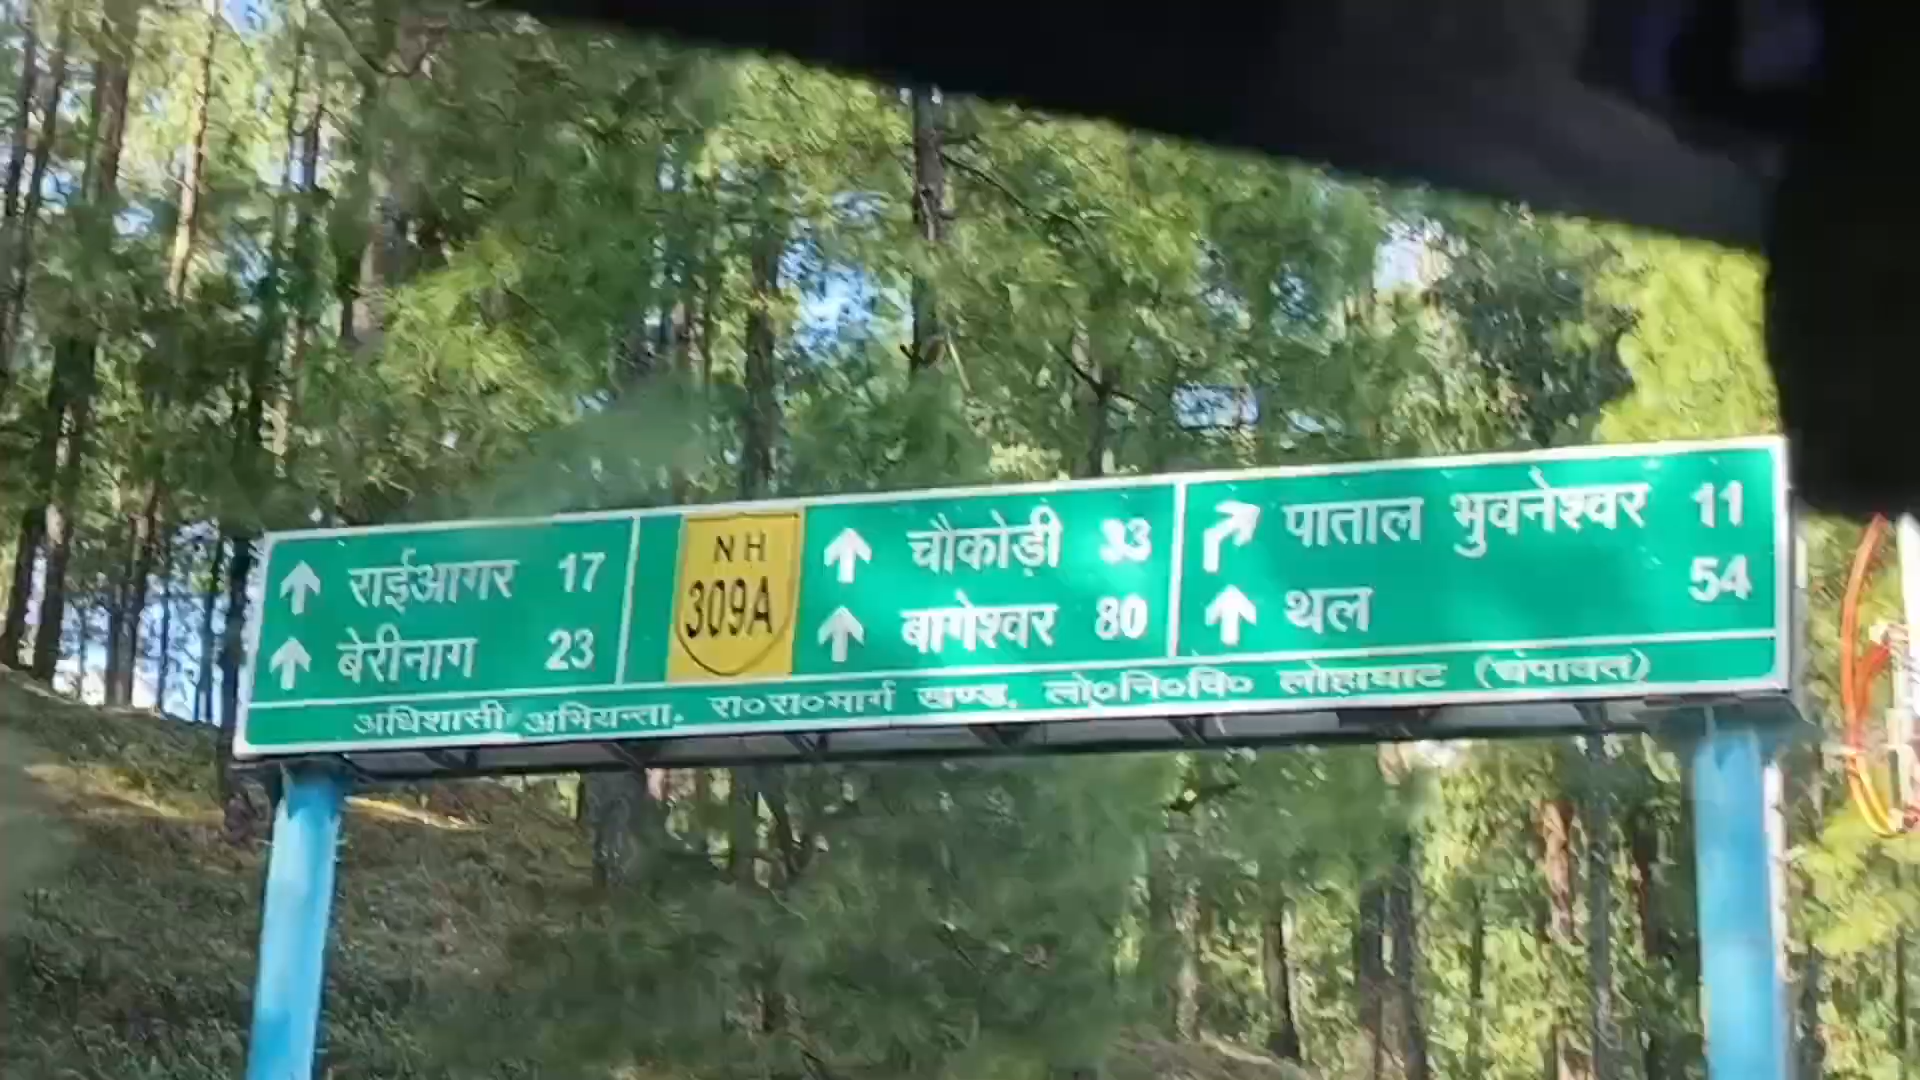 राईआगर 17
बेरीनाग 23
NH
309A
चौकोड़ी 33
बागेश्वर 80
पाताल भुवनेश्वर 11
थल 54
अधिशासी अभियन्ता, रा०रा०मार्ग खण्ड, लो०नि०वि० लोहाघाट (चंपावत)